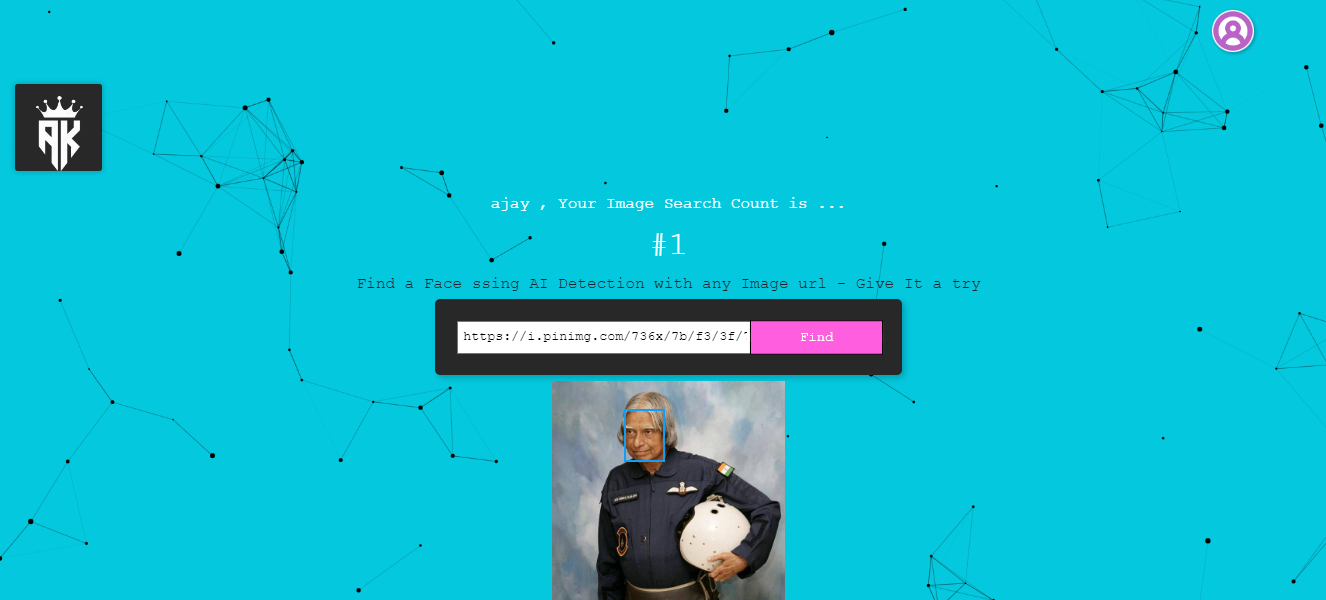 AK
ajay , Your Image Search Count is ...
#1
Find a Face ssing AI Detection with any Image url - Give It a try
https://i.pinimg.com/736x/7b/f3/3f/
Find